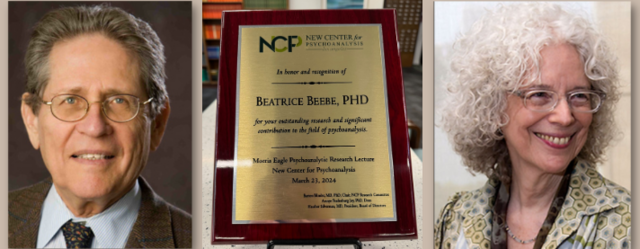 NCP NEW CENTER for
PSYCHOANALYSIS
In honor and recognition of
BEATRICE BEEBE, PHD
for your outstanding research and significant
contribution to the field of psychoanalysis.
Morris Eagle Psychoanalytic Research Lecture
New Center for Psychoanalysis
March 23, 2024